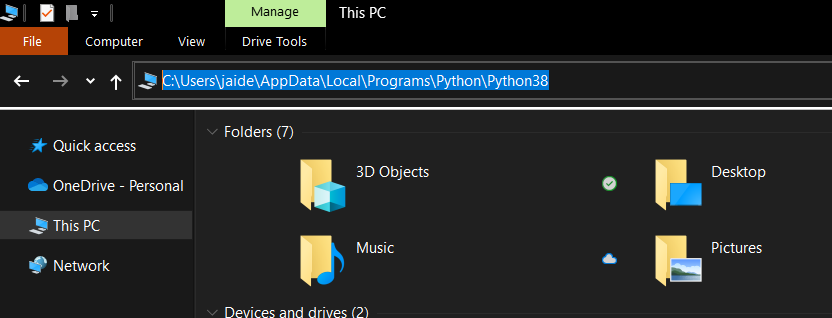 Manage
This PC
File
Computer
View
Drive Tools
C:\Users\jaide\AppData\Local\Programs\Python\Python38
Quick access
OneDrive - Personal
This PC
Network
Folders (7)
3D Objects
Desktop
Music
Pictures
Devices and drives (2)